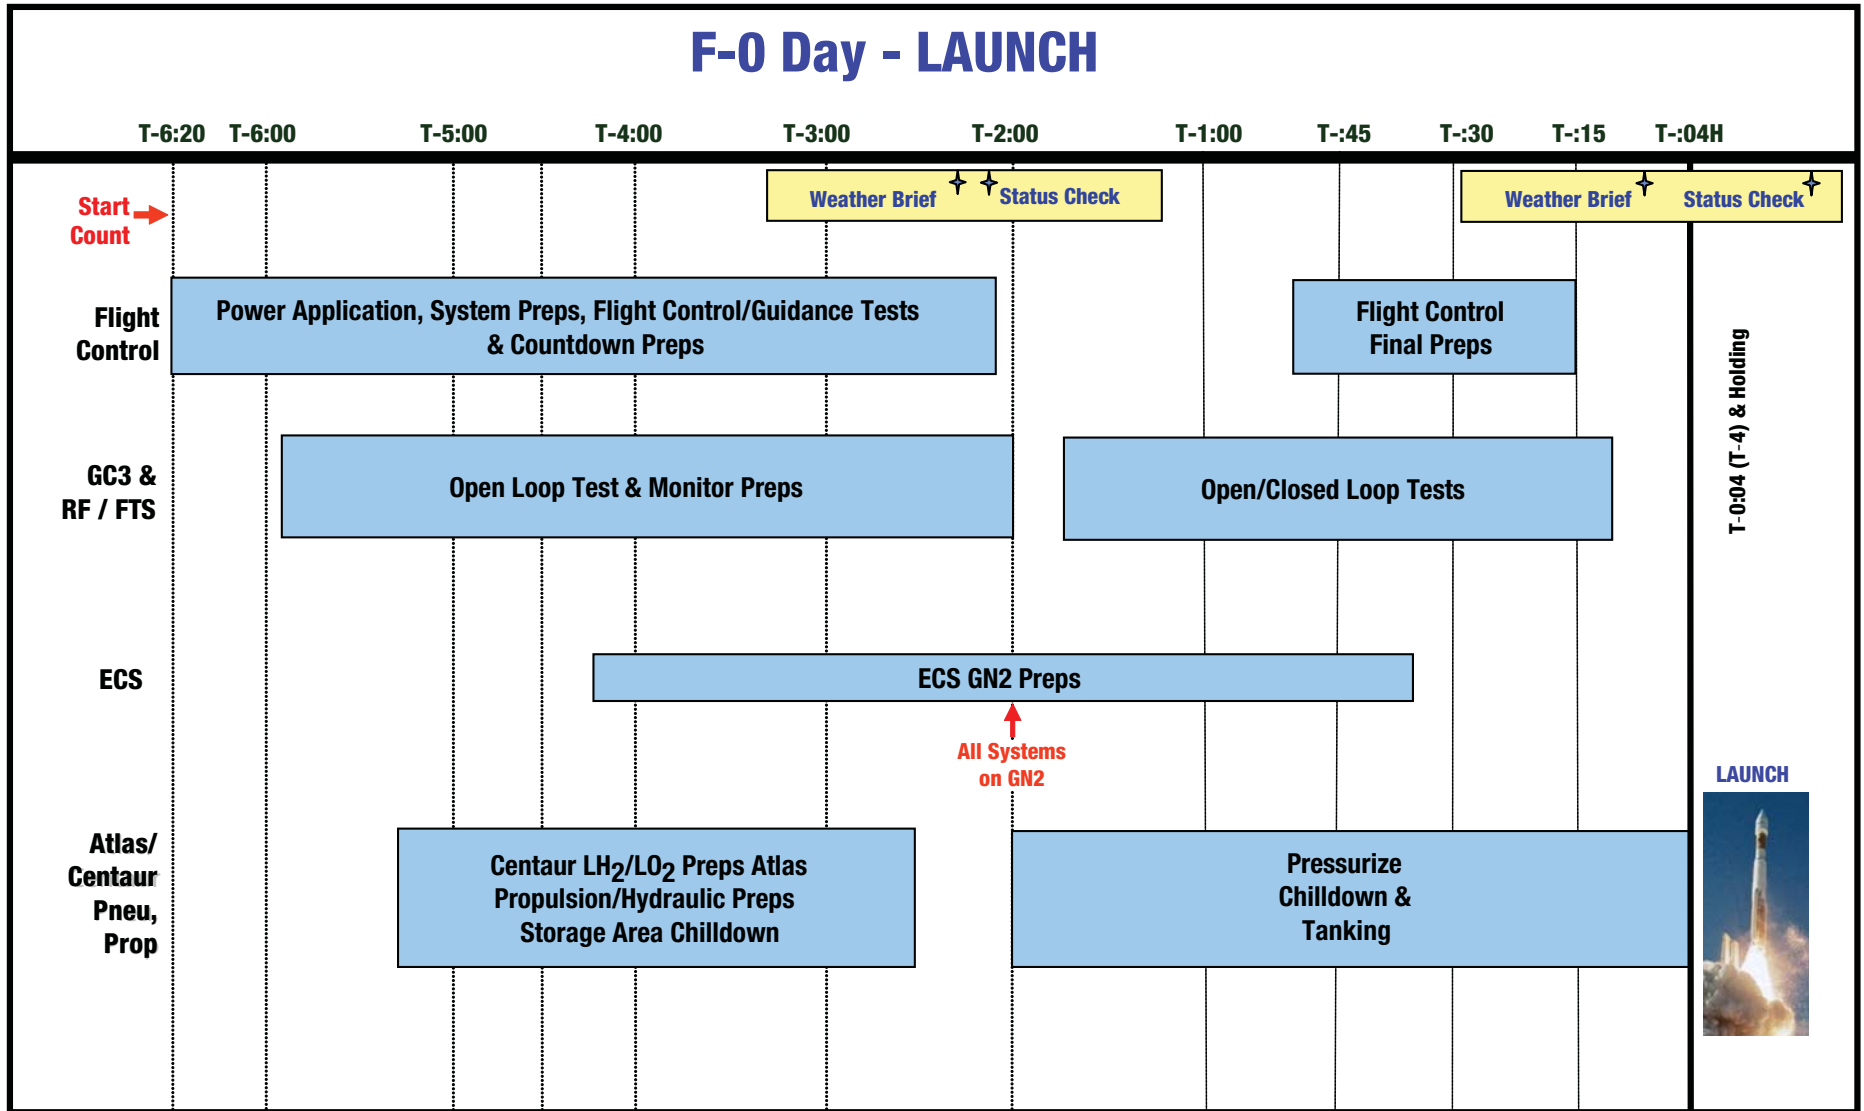 F-0 Day - LAUNCH
T-6:20 T-6:00 T-5:00 T-4:00 T-3:00 T-2:00 T-1:00 T-:45 T-:30 T-:15 T-:04H
Start
Count
Weather Brief Status Check
Weather Brief Status Check
Flight
Control
Power Application, System Preps, Flight Control/Guidance Tests
& Countdown Preps
Flight Control
Final Preps
T-0:04 (T-4) & Holding
GC3 &
RF / FTS
Open Loop Test & Monitor Preps
Open/Closed Loop Tests
ECS
ECS GN2 Preps
All Systems
on GN2
Atlas/
Centaur
Pneu,
Prop
Centaur LH2/LO2 Preps Atlas
Propulsion/Hydraulic Preps
Storage Area Chilldown
Pressurize
Chilldown &
Tanking
LAUNCH